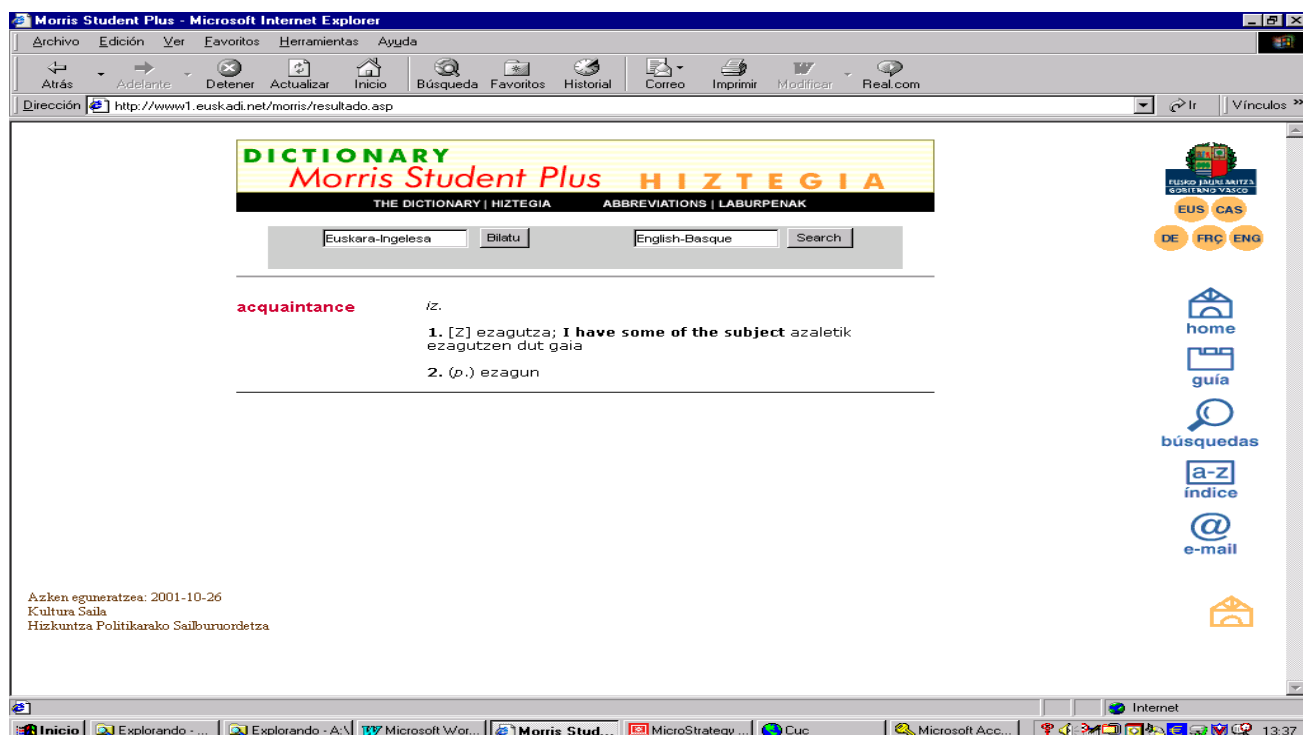 Morris Student Plus - Microsoft Internet Explorer
Archivo Edición Ver Favoritos Herramientas Ayuda
Atrás Adelante Detener Actualizar Inicio Búsqueda Favoritos Historial Correo Imprimir Modificar Real.com
Dirección http://www1.euskadi.net/morris/resultado.asp Ir Vínculos »
DICTIONARY
Morris Student Plus HIZTEGIA
THE DICTIONARY | HIZTEGIA ABBREVIATIONS | LABURPENAK
Euskara-Ingelesa Bilatu English-Basque Search
EUSKO JAURLARITZA
GOBIERNO VASCO
EUS CAS
DE FRÇ ENG
acquaintance iz.
1. [Z] ezagutza; I have some of the subject azaletik
ezagutzen dut gaia
2. (p.) ezagun
home
guía
búsquedas
a-z
índice
@
e-mail
Azken eguneratzea: 2001-10-26
Kultura Saila
Hizkuntza Politikarako Sailburuordetza
Internet
Inicio Explorando - ... Explorando - A:\ Microsoft Wor... Morris Stud... MicroStrategy ... Cuc Microsoft Acc... 13:37